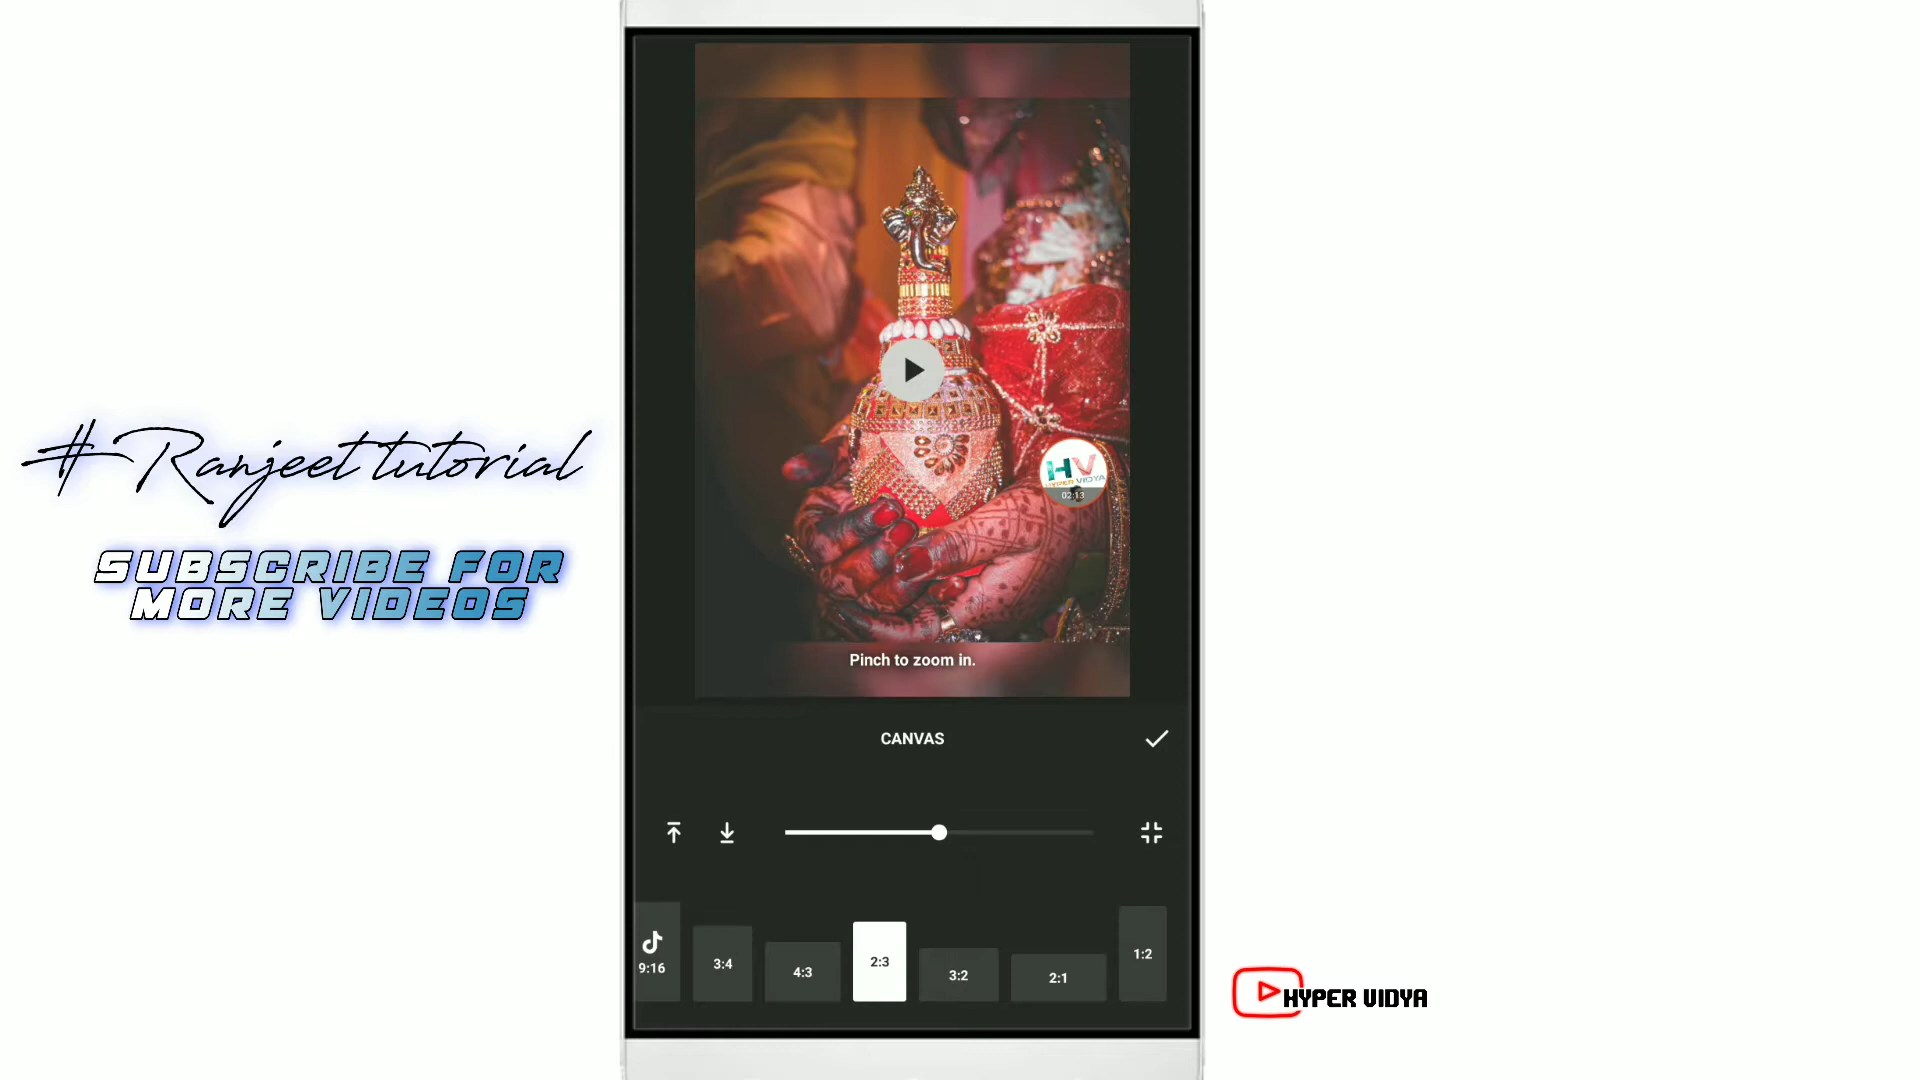 #Ranjeet tutorial
SUBSCRIBE FOR
MORE VIDEOS
HV
HYPER VIDYA
02:13
Pinch to zoom in.
CANVAS
9:16
3:4
4:3
2:3
3:2
2:1
1:2
HYPER VIDYA